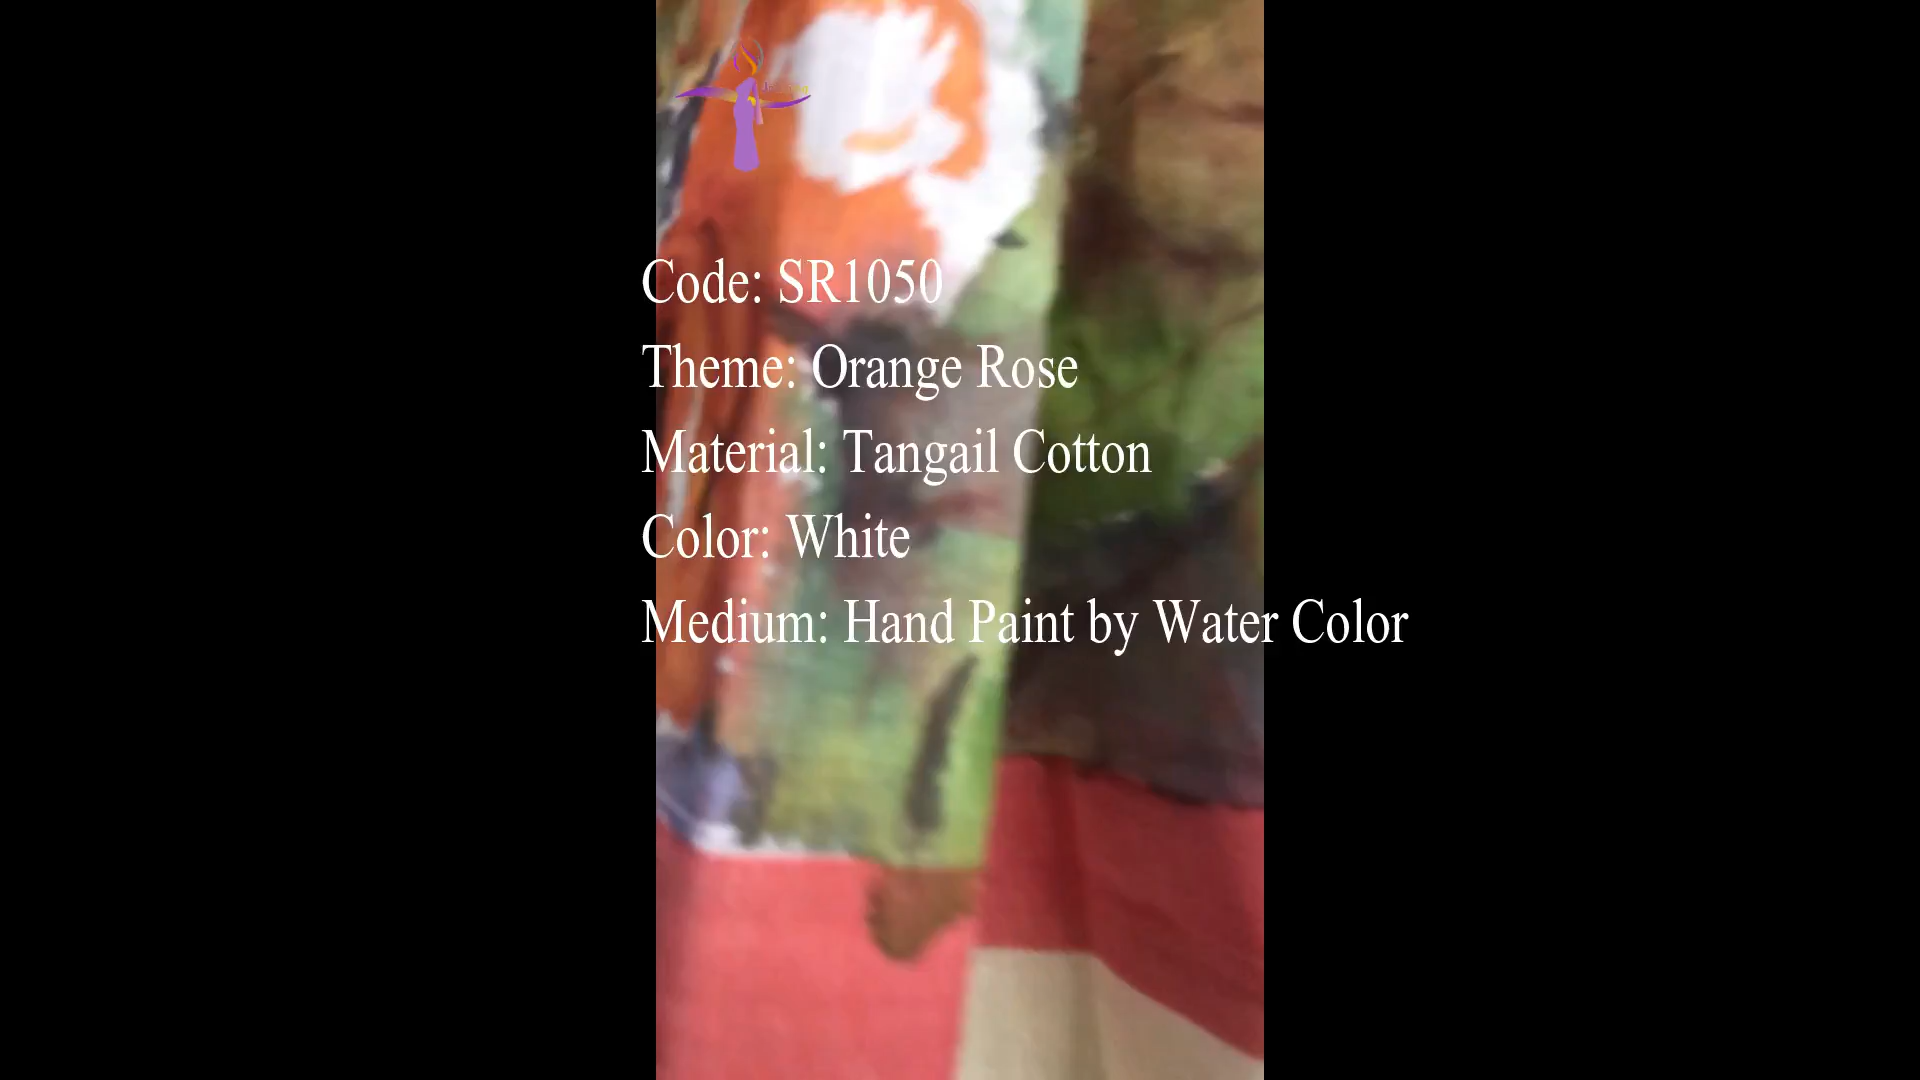 Code: SR1050
Theme: Orange Rose
Material: Tangail Cotton
Color: White
Medium: Hand Paint by Water Color